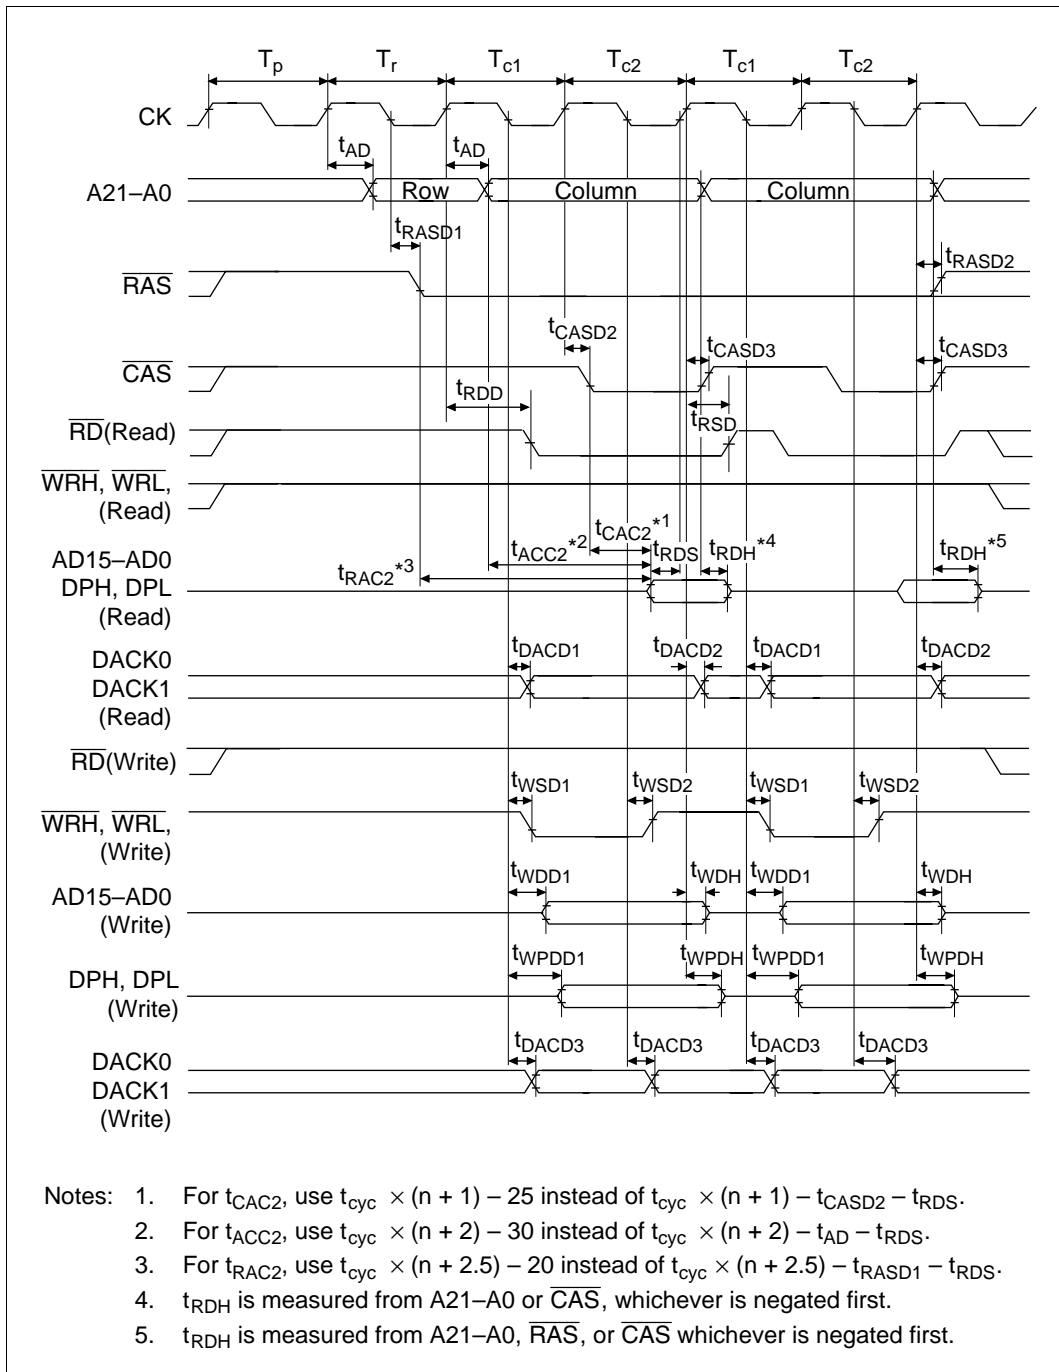 Tp Tr Tc1 Tc2 Tc1 Tc2
CK
tAD tAD
A21–A0 Row Column Column
tRASD1
RAS tRASD2
tCASD2 tCASD3 tCASD3
CAS
tRDD tRSD
RD(Read)
WRH, WRL,
(Read)
tCAC2*1
tACC2*2 tRDS tRDH*4 tRDH*5
tRAC2*3
AD15–AD0
DPH, DPL
(Read)
tDACD1 tDACD2 tDACD1 tDACD2
DACK0
DACK1
(Read)
RD(Write)
tWSD1 tWSD2 tWSD1 tWSD2
WRH, WRL,
(Write)
tWDD1 tWDH tWDD1 tWDH
AD15–AD0
(Write)
tWPDD1 tWPDH tWPDD1 tWPDH
DPH, DPL
(Write)
tDACD3 tDACD3 tDACD3 tDACD3
DACK0
DACK1
(Write)
Notes: 1. For tCAC2, use tcyc × (n + 1) – 25 instead of tcyc × (n + 1) – tCASD2 – tRDS.
2. For tACC2, use tcyc × (n + 2) – 30 instead of tcyc × (n + 2) – tAD – tRDS.
3. For tRAC2, use tcyc × (n + 2.5) – 20 instead of tcyc × (n + 2.5) – tRASD1 – tRDS.
4. tRDH is measured from A21–A0 or CAS, whichever is negated first.
5. tRDH is measured from A21–A0, RAS, or CAS whichever is negated first.